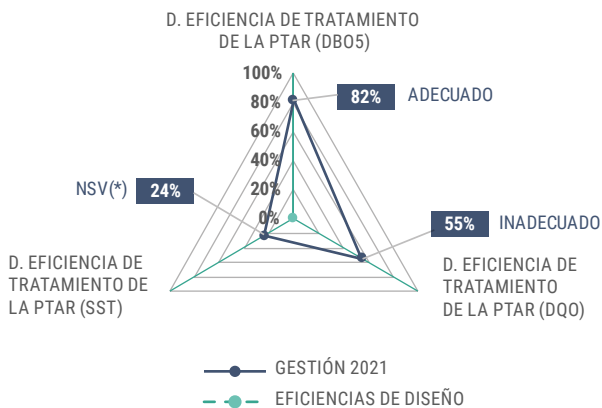 D. EFICIENCIA DE TRATAMIENTO
DE LA PTAR (DBO5)
100%
80%
60%
40%
20%
0%
82% ADECUADO
NSV(*) 24%
55% INADECUADO
D. EFICIENCIA DE
TRATAMIENTO DE
LA PTAR (SST)
D. EFICIENCIA DE
TRATAMIENTO
DE LA PTAR (DQO)
GESTIÓN 2021
EFICIENCIAS DE DISEÑO